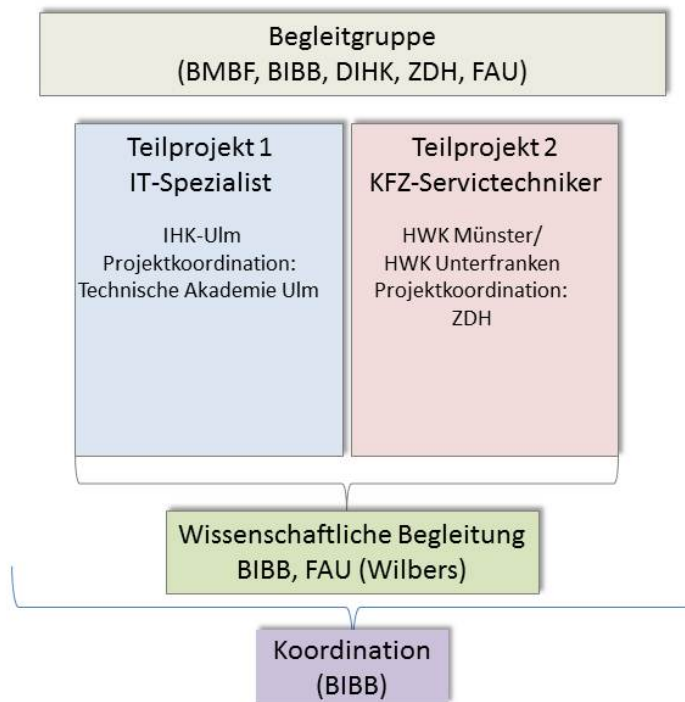 Begleitgruppe
(BMBF, BIBB, DIHK, ZDH, FAU)
Teilprojekt 1
IT-Spezialist
IHK-Ulm
Projektkoordination:
Technische Akademie Ulm
Teilprojekt 2
KFZ-Servictechniker
HWK Münster/
HWK Unterfranken
Projektkoordination:
ZDH
Wissenschaftliche Begleitung
BIBB, FAU (Wilbers)
Koordination
(BIBB)